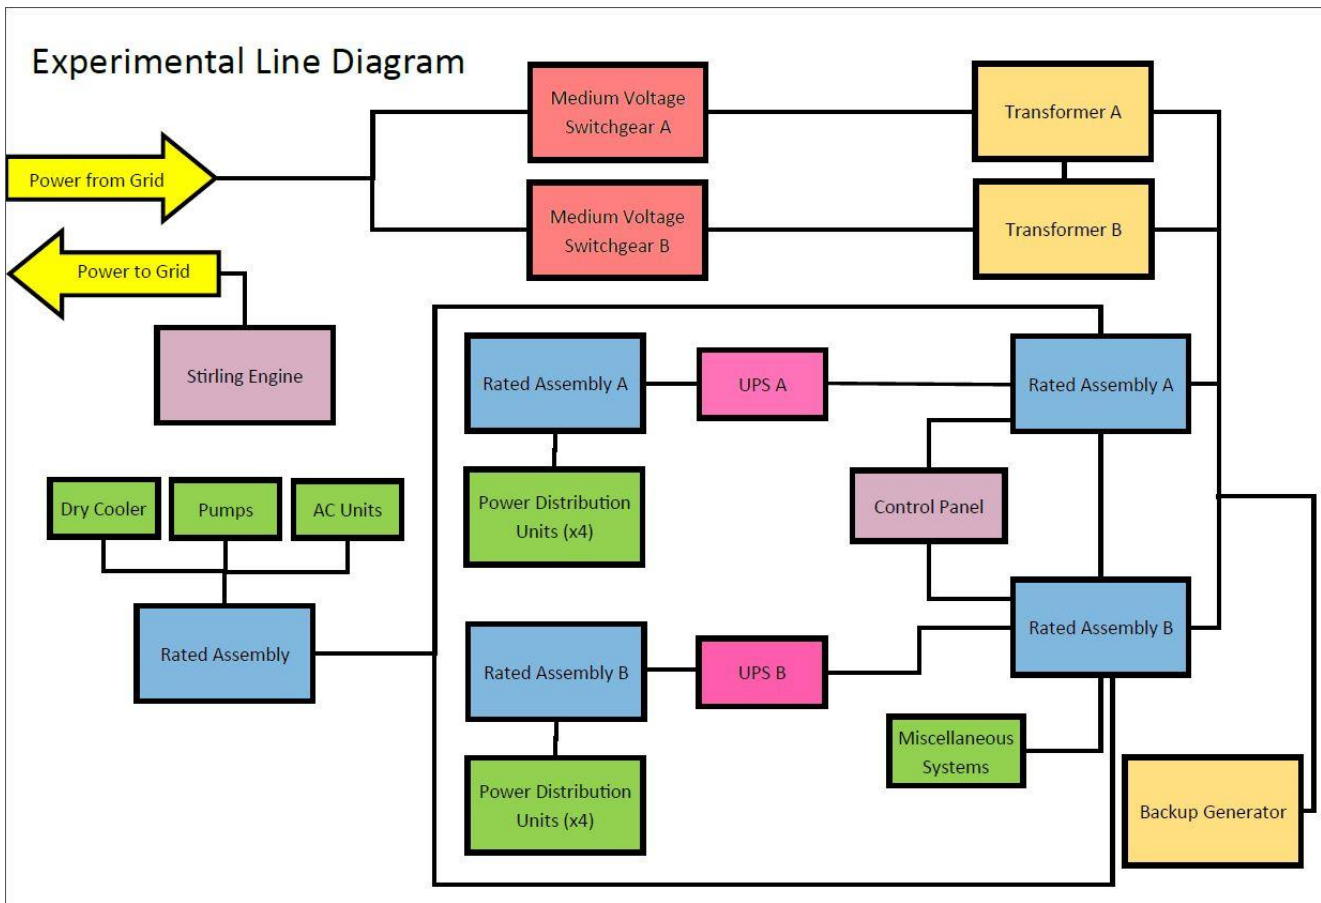 Experimental Line Diagram
Medium Voltage
Switchgear A
Transformer A
Power from Grid
Medium Voltage
Switchgear B
Transformer B
Power to Grid
Stirling Engine
Rated Assembly A
UPS A
Rated Assembly A
Dry Cooler
Pumps
AC Units
Power Distribution
Units (x4)
Control Panel
Rated Assembly
Rated Assembly B
UPS B
Rated Assembly B
Miscellaneous
Systems
Power Distribution
Units (x4)
Backup Generator